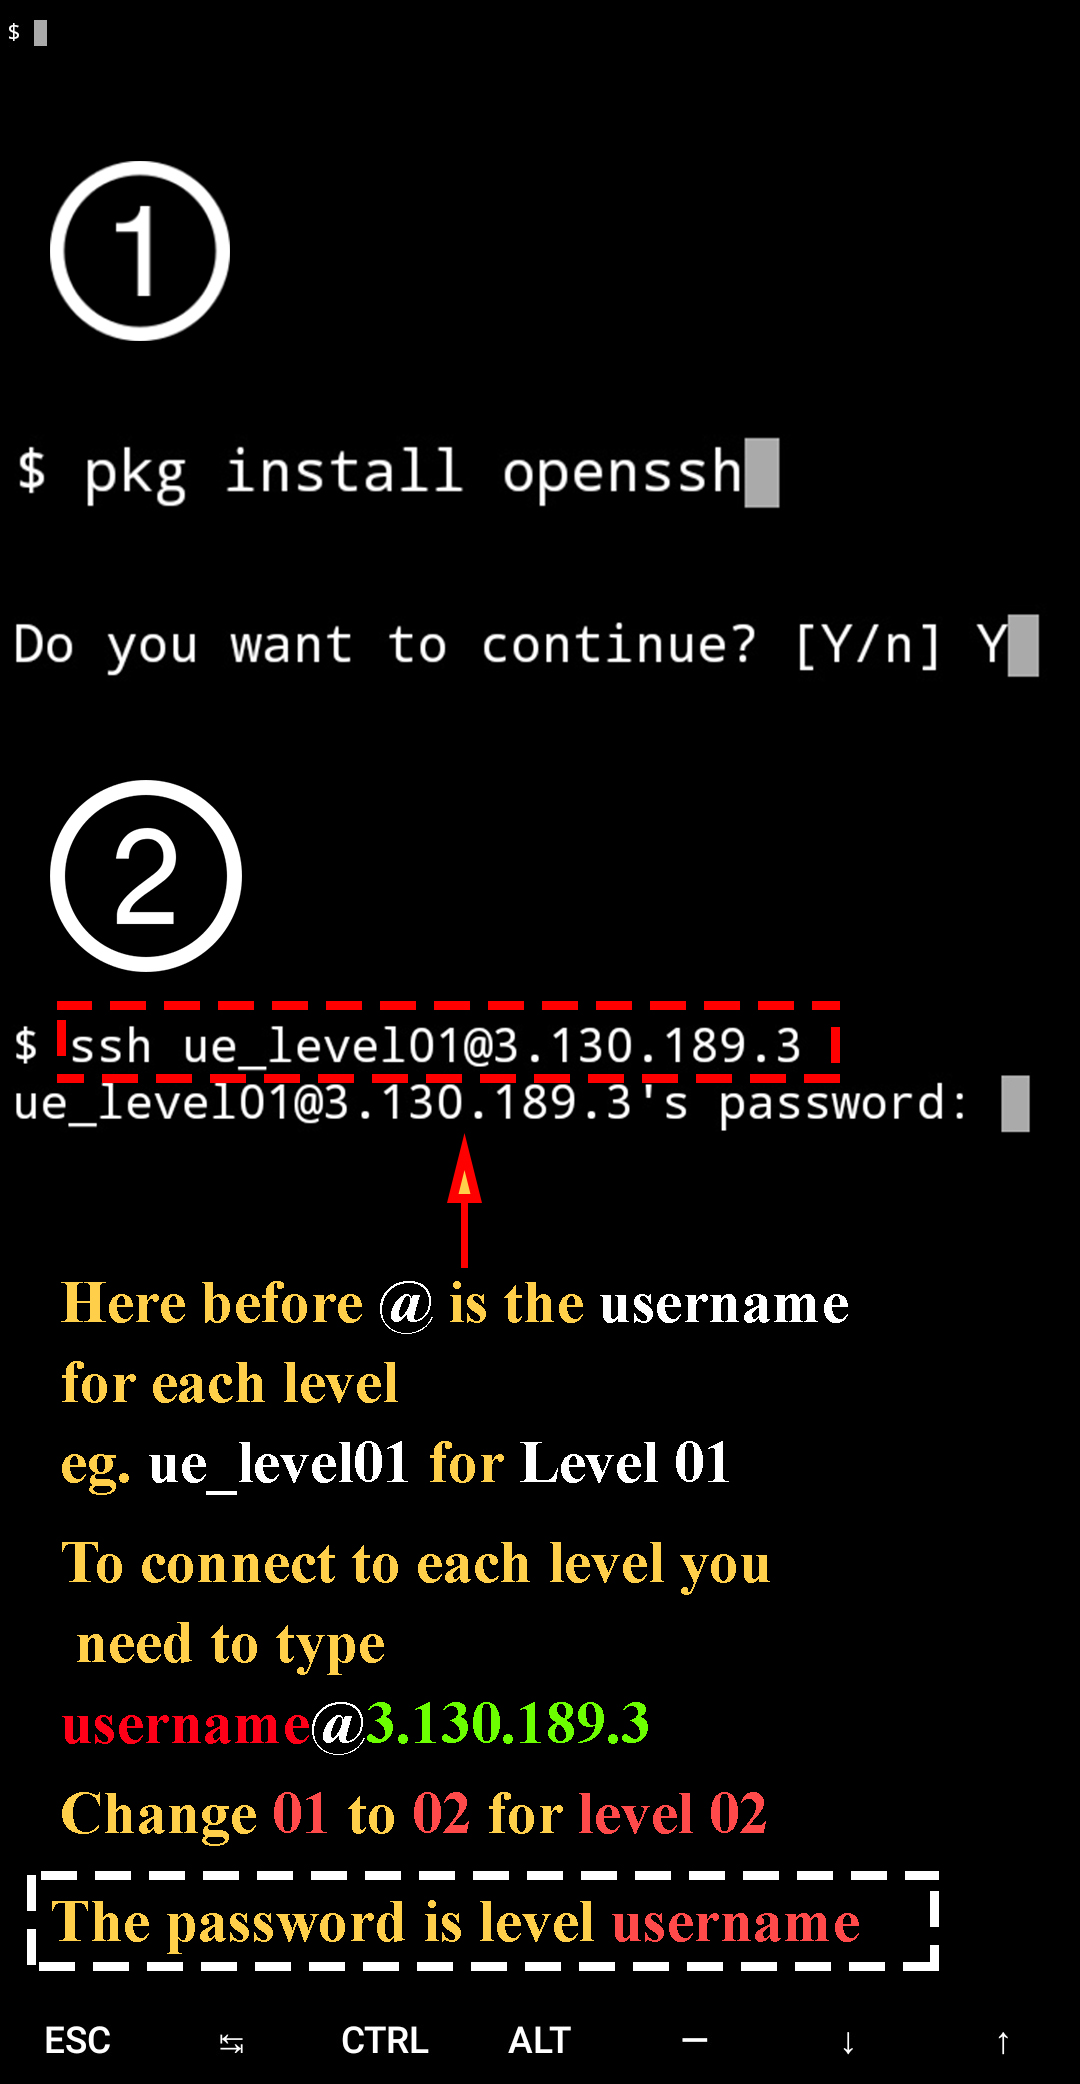 $
1
$ pkg install openssh
Do you want to continue? [Y/n] Y
2
$ ssh ue_level01@3.130.189.3
ue_level01@3.130.189.3's password:
Here before @ is the username
for each level
eg. ue_level01 for Level 01
To connect to each level you
need to type
username@3.130.189.3
Change 01 to 02 for level 02
The password is level username
ESC ↹ CTRL ALT — ↓ ↑